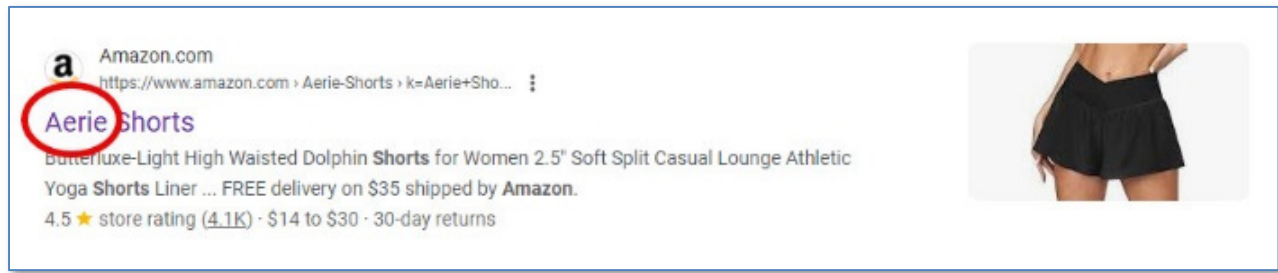 a
Amazon.com
https://www.amazon.com › Aerie-Shorts › k=Aerie+Sho...
Aerie Shorts
Butterluxe-Light High Waisted Dolphin Shorts for Women 2.5" Soft Split Casual Lounge Athletic
Yoga Shorts Liner ... FREE delivery on $35 shipped by Amazon.
4.5 ★ store rating (4.1K) · $14 to $30 · 30-day returns